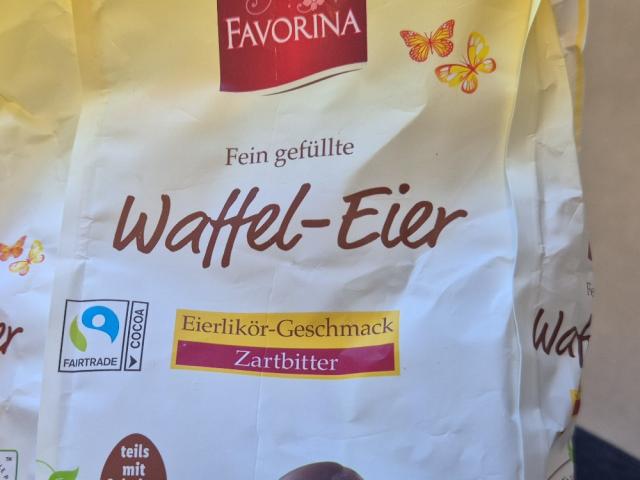 FAVORINA
Fein gefüllte
Waffel-Eier
FAIRTRADE
COCOA
Eierlikör-Geschmack
Zartbitter
teils
mit